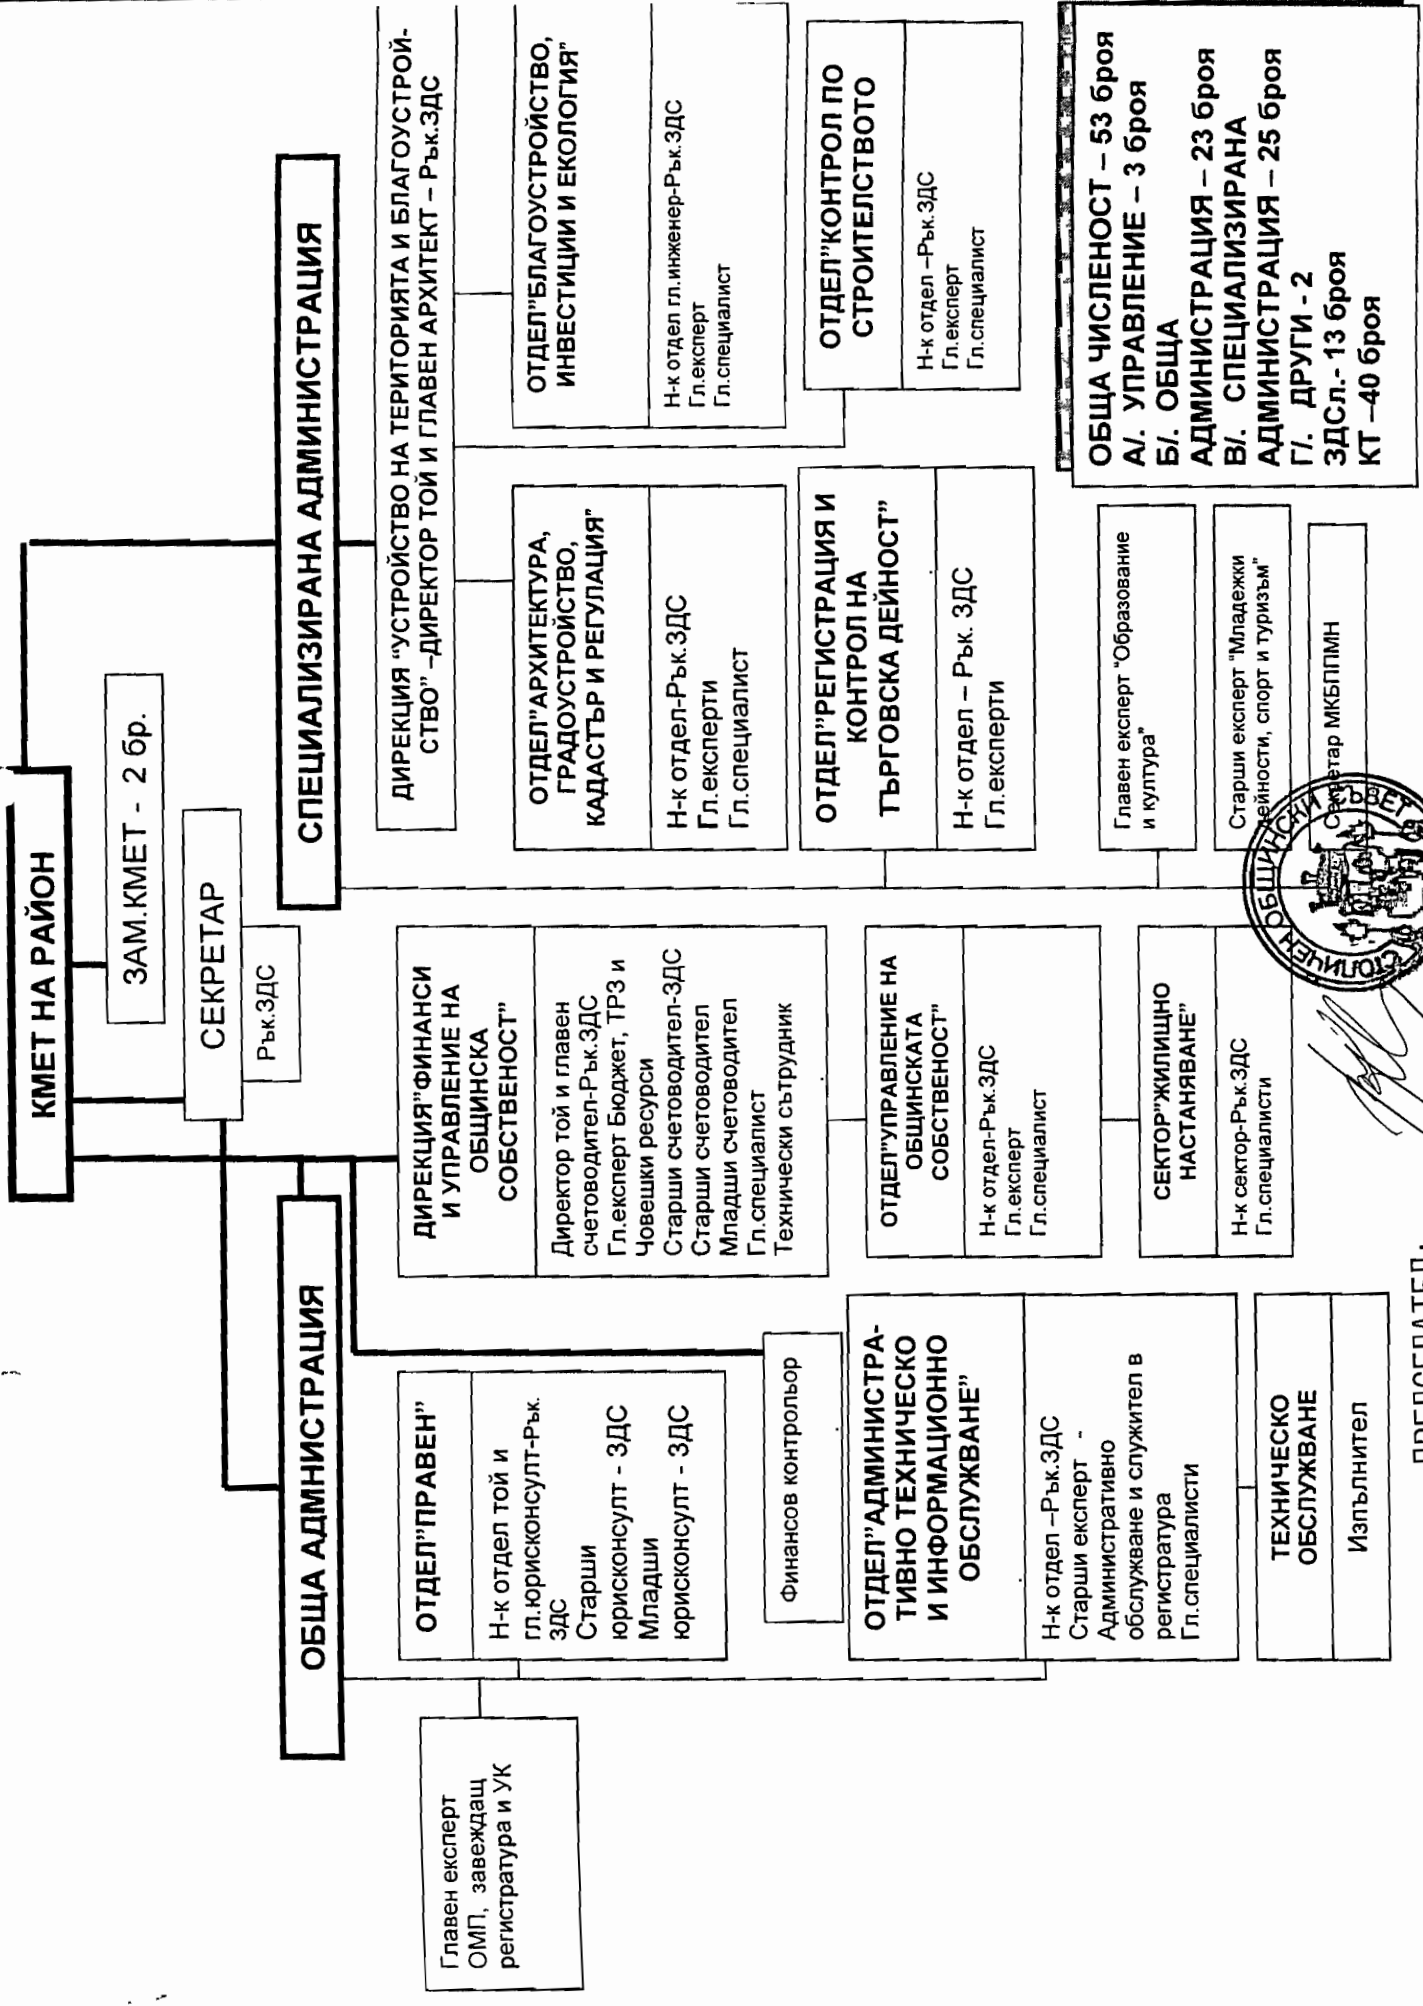 КМЕТ НА РАЙОН
ЗАМ.КМЕТ - 2 бр.
СЕКРЕТАР
Рък.ЗДС
ОБЩА АДМНИСТРАЦИЯ
СПЕЦИАЛИЗИРАНА АДМИНИСТРАЦИЯ
Главен експерт
ОМП, завеждащ
регистратура и УК
ОТДЕЛ"ПРАВЕН"
Н-к отдел той и
гл.юрисконсулт-Рък.
ЗДС
Старши
юрисконсулт - ЗДС
Младши
юрисконсулт - ЗДС
Финансов контрольор
ОТДЕЛ"АДМИНИСТРА-
ТИВНО ТЕХНИЧЕСКО
И ИНФОРМАЦИОННО
ОБСЛУЖВАНЕ"
Н-к отдел –Рък.ЗДС
Старши експерт -
Административно
обслужване и служител в
регистратура
Гл.специалисти
ТЕХНИЧЕСКО
ОБСЛУЖВАНЕ
Изпълнител
ДИРЕКЦИЯ"ФИНАНСИ
И УПРАВЛЕНИЕ НА
ОБЩИНСКА
СОБСТВЕНОСТ"
Директор той и главен
счетоводител-Рък.ЗДС
Гл.експерт Бюджет, ТРЗ и
Човешки ресурси
Старши счетоводител-ЗДС
Старши счетоводител
Младши счетоводител
Гл.специалист
Технически сътрудник
ОТДЕЛ"УПРАВЛЕНИЕ НА
ОБЩИНСКАТА
СОБСТВЕНОСТ"
Н-к отдел-Рък.ЗДС
Гл.експерт
Гл.специалист
СЕКТОР"ЖИЛИЩНО
НАСТАНЯВАНЕ"
Н-к сектор-Рък.ЗДС
Гл.специалисти
ДИРЕКЦИЯ "УСТРОЙСТВО НА ТЕРИТОРИЯТА И БЛАГОУСТРОЙ-
СТВО" –ДИРЕКТОР ТОЙ И ГЛАВЕН АРХИТЕКТ – Рък.ЗДС
ОТДЕЛ"АРХИТЕКТУРА,
ГРАДОУСТРОЙСТВО,
КАДАСТЪР И РЕГУЛАЦИЯ"
Н-к отдел-Рък.ЗДС
Гл.експерти
Гл.специалист
ОТДЕЛ"БЛАГОУСТРОЙСТВО,
ИНВЕСТИЦИИ И ЕКОЛОГИЯ"
Н-к отдел гл.инженер-Рък.ЗДС
Гл.експерт
Гл.специалист
ОТДЕЛ"РЕГИСТРАЦИЯ И
КОНТРОЛ НА
ТЪРГОВСКА ДЕЙНОСТ"
Н-к отдел – Рък. ЗДС
Гл.експерти
ОТДЕЛ"КОНТРОЛ ПО
СТРОИТЕЛСТВОТО
Н-к отдел –Рък.ЗДС
Гл.експерт
Гл.специалист
Главен експерт "Образование
и култура"
Старши експерт "Младежки
дейности, спорт и туризъм"
Секретар МКБППМН
ОБЩА ЧИСЛЕНОСТ – 53 броя
А/. УПРАВЛЕНИЕ – 3 броя
Б/. ОБЩА
АДМИНИСТРАЦИЯ – 23 броя
В/. СПЕЦИАЛИЗИРАНА
АДМИНИСТРАЦИЯ – 25 броя
Г/. ДРУГИ - 2
ЗДСл.- 13 броя
КТ –40 броя
СТОЛИЧЕН ОБЩИНСКИ СЪВЕТ